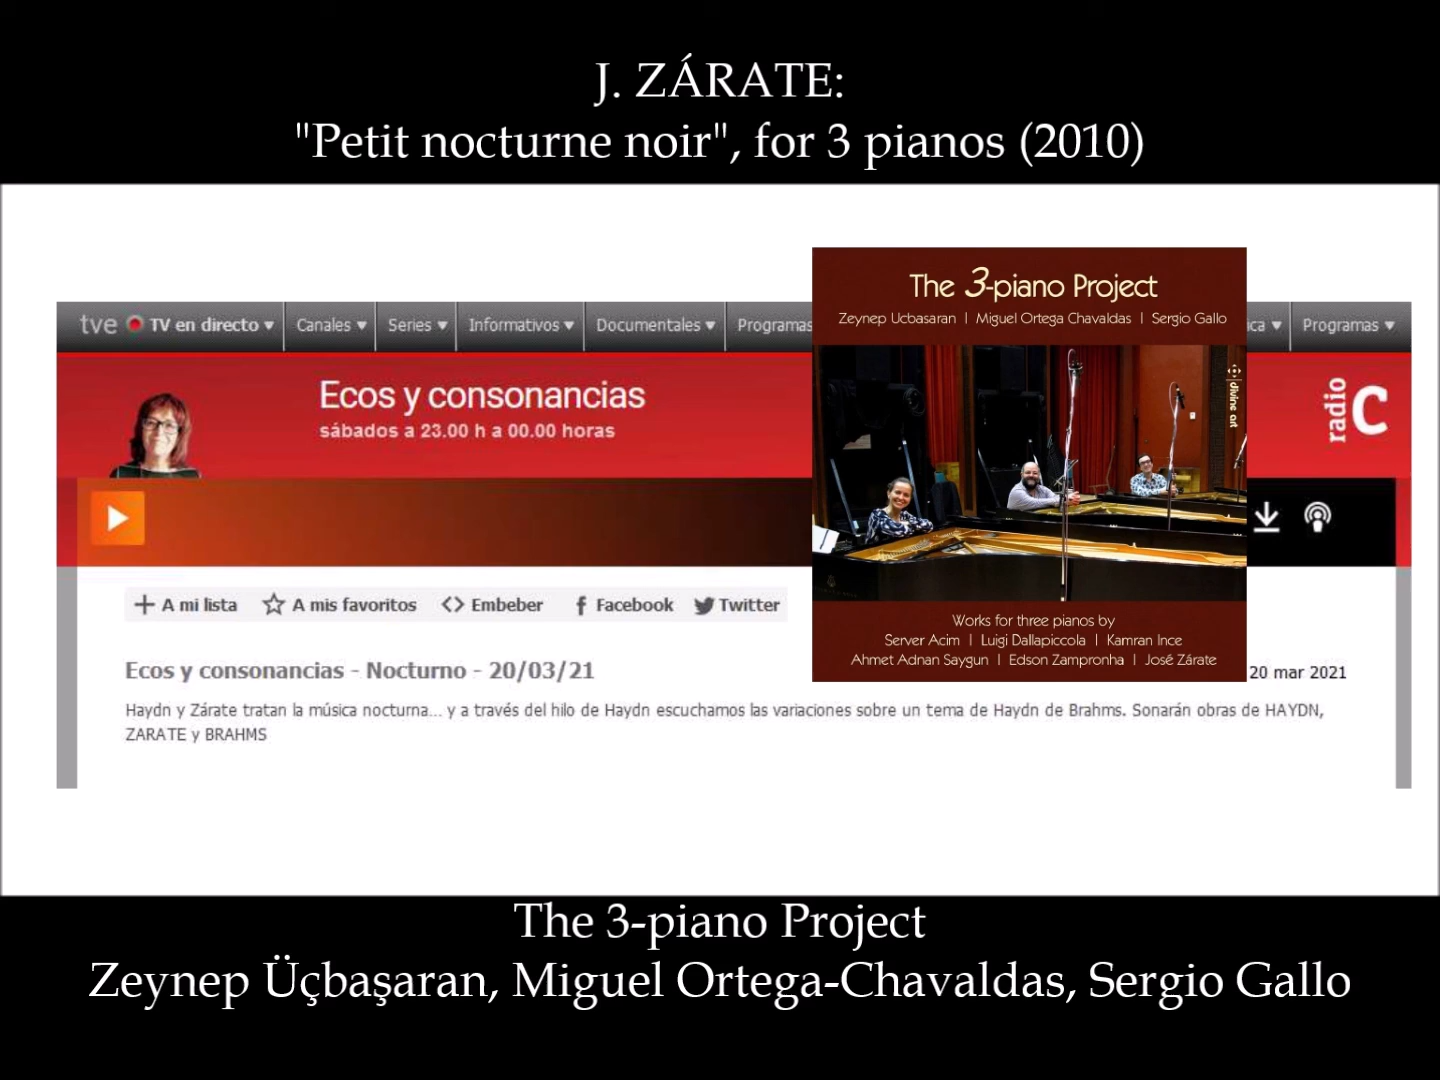 J. ZÁRATE:
"Petit nocturne noir", for 3 pianos (2010)
tve TV en directo Canales Series Informativos Documentales Programas Programas
The 3-piano Project
Zeynep Ucbasaran | Miguel Ortega Chavaldas | Sergio Gallo
divine art
Ecos y consonancias
sábados a 23.00 h a 00.00 horas
radio C
A mi lista A mis favoritos Embeber Facebook Twitter
Works for three pianos by
Server Acim | Luigi Dallapiccola | Kamran Ince
Ahmet Adnan Saygun | Edson Zampronha | José Zárate
Ecos y consonancias - Nocturno - 20/03/21
20 mar 2021
Haydn y Zárate tratan la música nocturna... y a través del hilo de Haydn escuchamos las variaciones sobre un tema de Haydn de Brahms. Sonarán obras de HAYDN,
ZARATE y BRAHMS
The 3-piano Project
Zeynep Üçbaşaran, Miguel Ortega-Chavaldas, Sergio Gallo